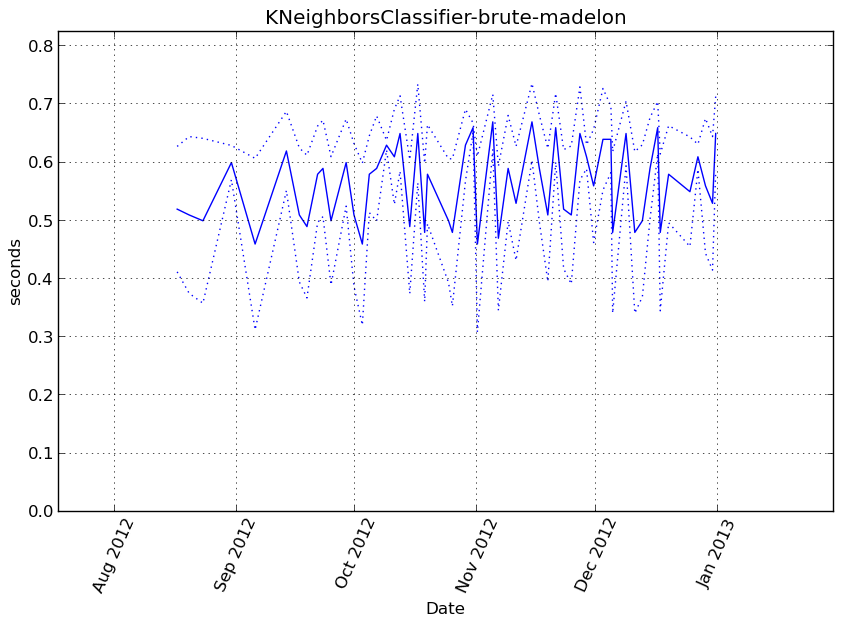 KNeighborsClassifier-brute-madelon
0.8
0.7
0.6
0.5
0.4
0.3
0.2
0.1
0.0
seconds
Aug 2012
Sep 2012
Oct 2012
Nov 2012
Dec 2012
Jan 2013
Date